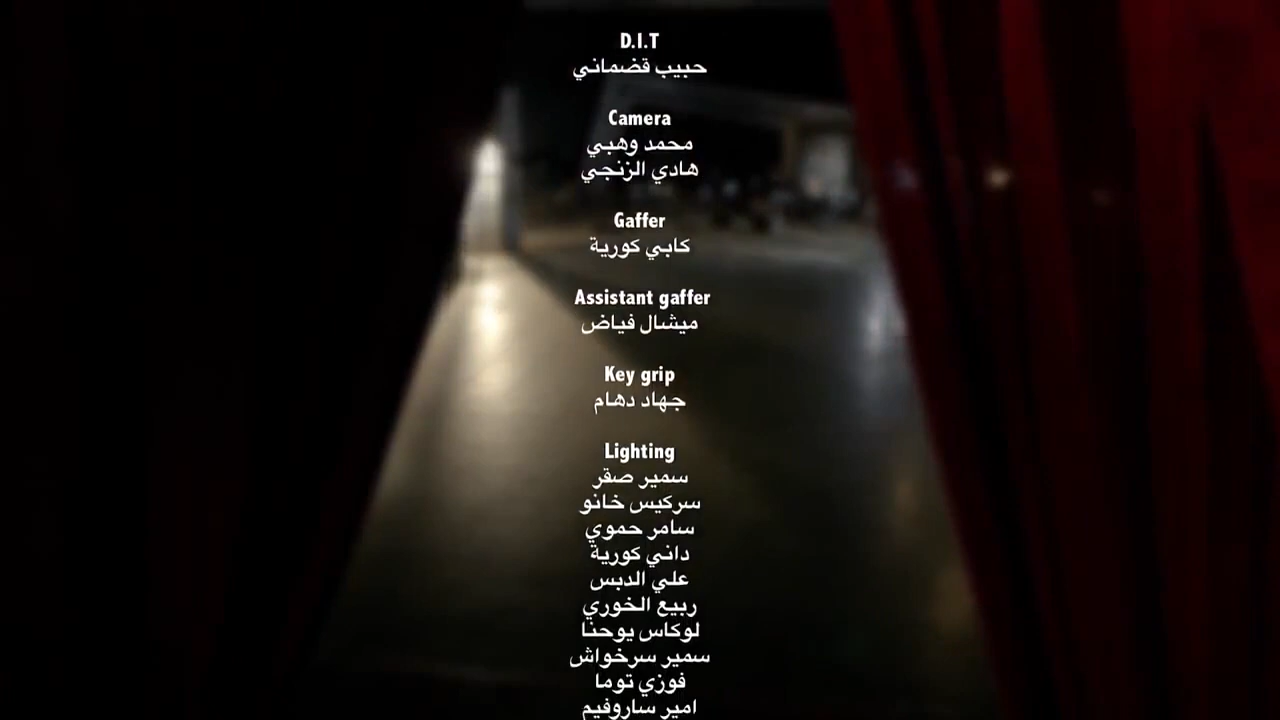 D.I.T
حبيب قضماني
Camera
محمد وهبي
هادي الزنجي
Gaffer
كابي كورية
Assistant gaffer
ميشال فياض
Key grip
جهاد دهام
Lighting
سمير صقر
سركيس خانو
سامر حموي
داني كورية
علي الدبس
ربيع الخوري
لوكاس يوحنا
سمير سرخواش
فوزي توما
امير ساروفيم